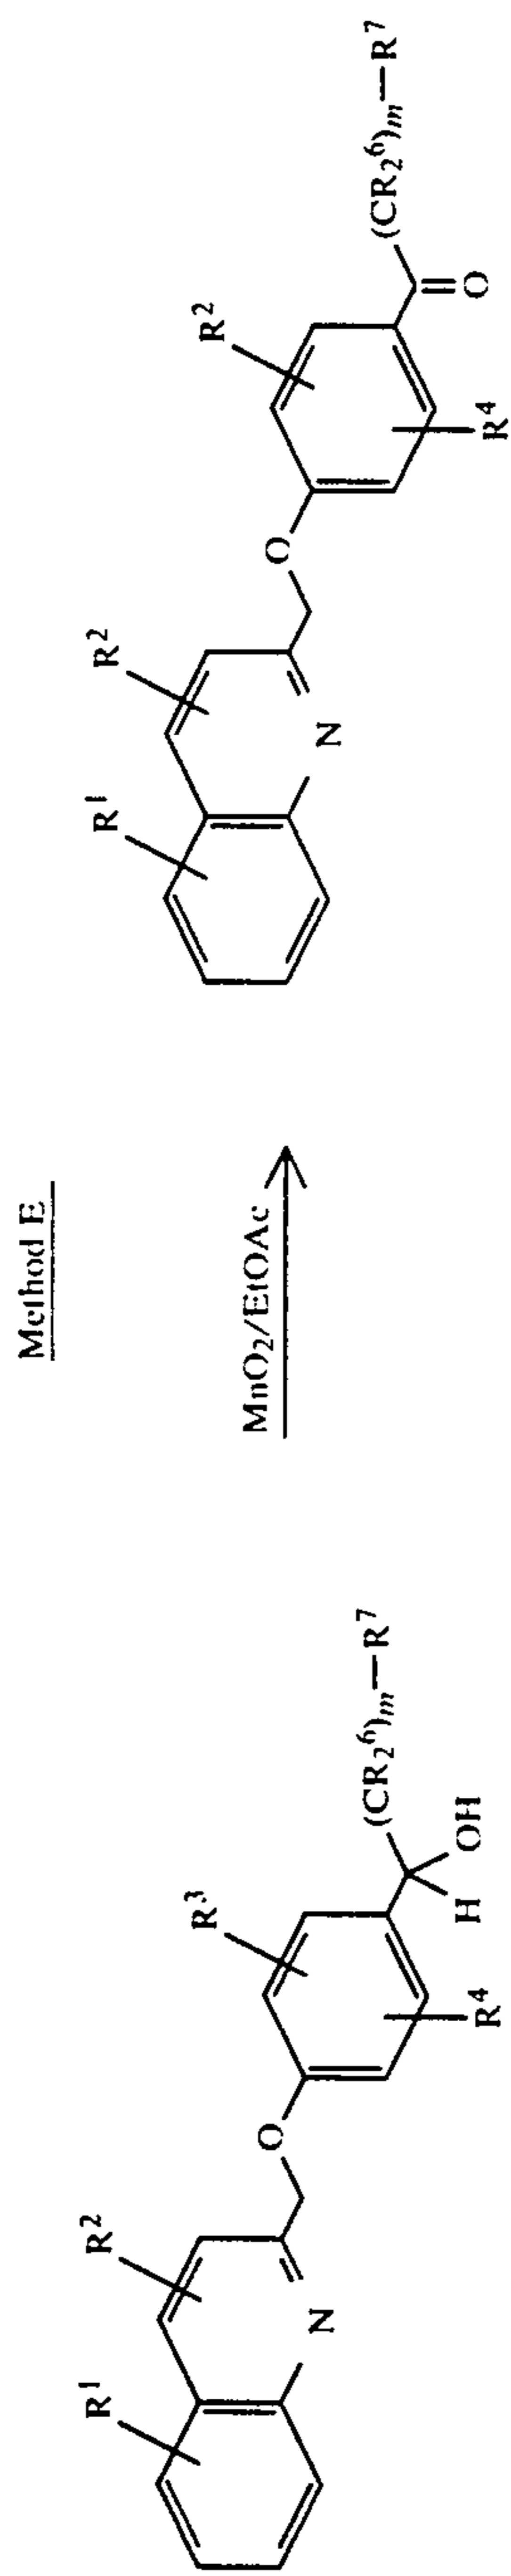 Method E
R¹
R²
N
O
R³
R⁴
H
OH
(CR₂⁶)ₘ—R⁷
MnO₂/EtOAc
R¹
R²
N
O
R²
R⁴
O
(CR₂⁶)ₘ—R⁷